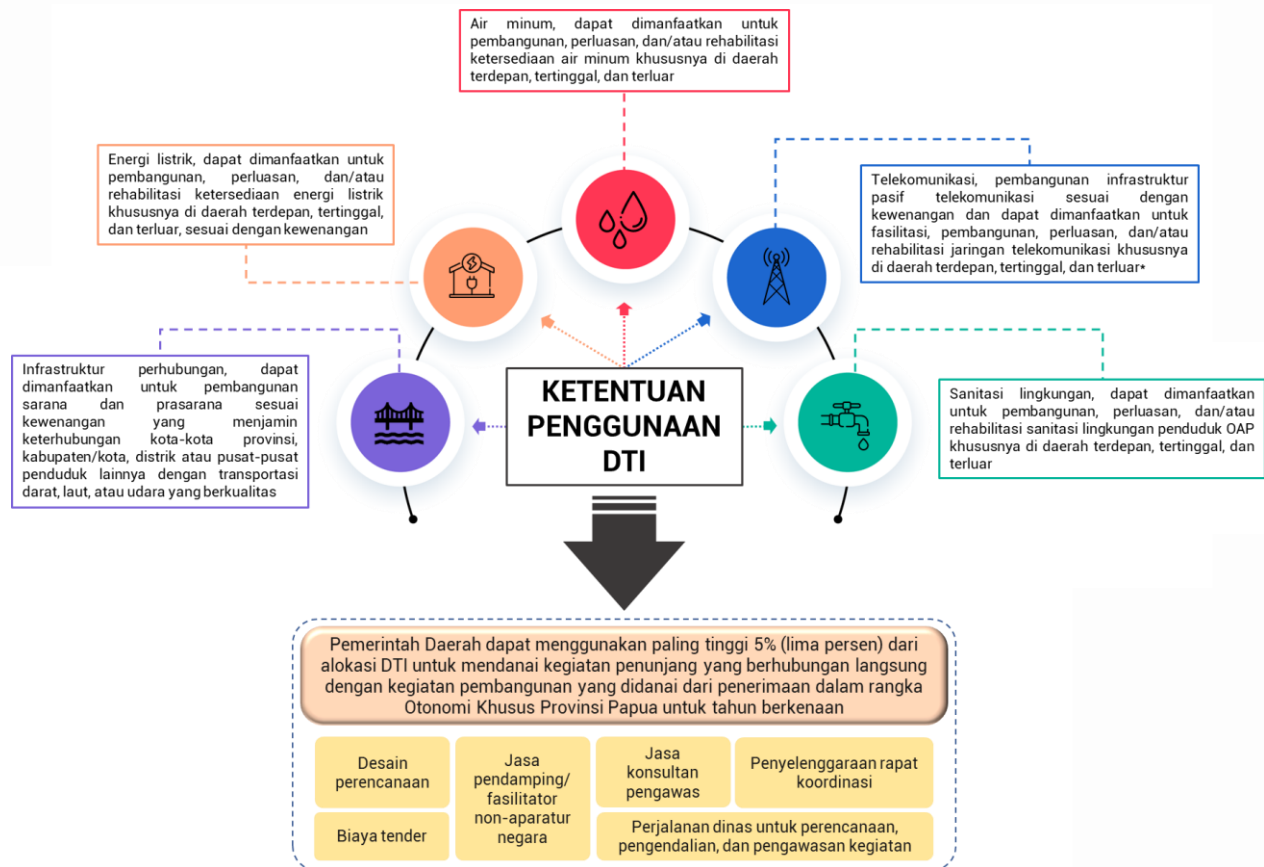 Air minum, dapat dimanfaatkan untuk
pembangunan, perluasan, dan/atau rehabilitasi
ketersediaan air minum khususnya di daerah
terdepan, tertinggal, dan terluar
Energi listrik, dapat dimanfaatkan untuk
pembangunan, perluasan, dan/atau
rehabilitasi ketersediaan energi listrik
khususnya di daerah terdepan, tertinggal,
dan terluar, sesuai dengan kewenangan
Telekomunikasi, pembangunan infrastruktur
pasif telekomunikasi sesuai dengan
kewenangan dan dapat dimanfaatkan untuk
fasilitasi, pembangunan, perluasan, dan/atau
rehabilitasi jaringan telekomunikasi khususnya
di daerah terdepan, tertinggal, dan terluar*
Infrastruktur perhubungan, dapat
dimanfaatkan untuk pembangunan
sarana dan prasarana sesuai
kewenangan yang menjamin
keterhubungan kota-kota provinsi,
kabupaten/kota, distrik atau pusat-pusat
penduduk lainnya dengan transportasi
darat, laut, atau udara yang berkualitas
KETENTUAN
PENGGUNAAN
DTI
Sanitasi lingkungan, dapat dimanfaatkan
untuk pembangunan, perluasan, dan/atau
rehabilitasi sanitasi lingkungan penduduk OAP
khususnya di daerah terdepan, tertinggal, dan
terluar
Pemerintah Daerah dapat menggunakan paling tinggi 5% (lima persen) dari
alokasi DTI untuk mendanai kegiatan penunjang yang berhubungan langsung
dengan kegiatan pembangunan yang didanai dari penerimaan dalam rangka
Otonomi Khusus Provinsi Papua untuk tahun berkenaan
Desain
perencanaan
Jasa
pendamping/
fasilitator
non-aparatur
negara
Jasa
konsultan
pengawas
Penyelenggaraan rapat
koordinasi
Biaya tender
Perjalanan dinas untuk perencanaan,
pengendalian, dan pengawasan kegiatan